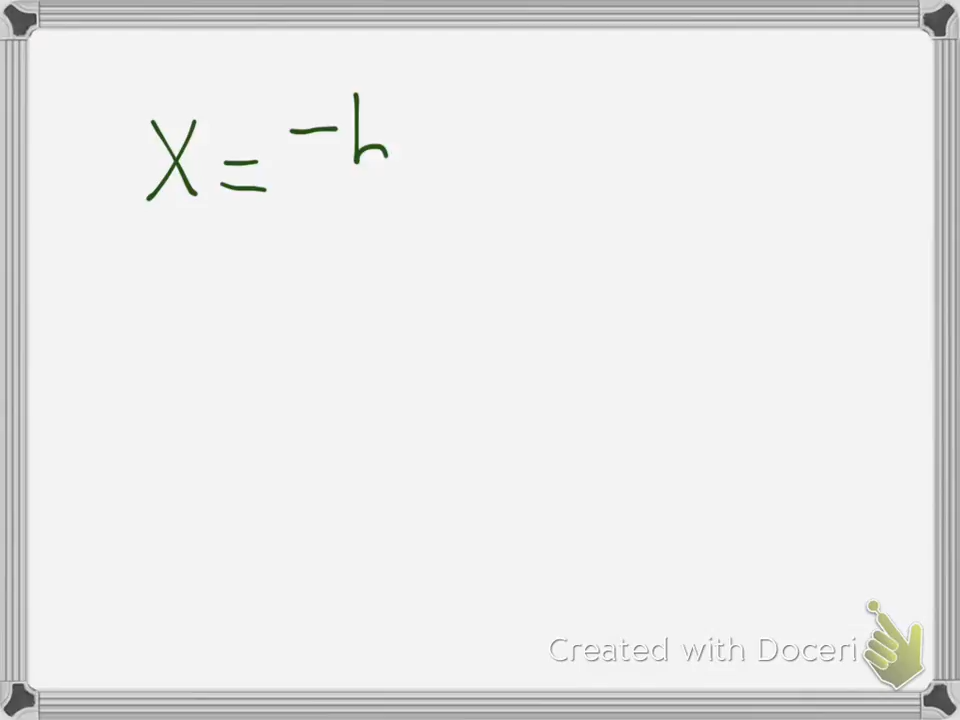 X = -h
Created with Doceri